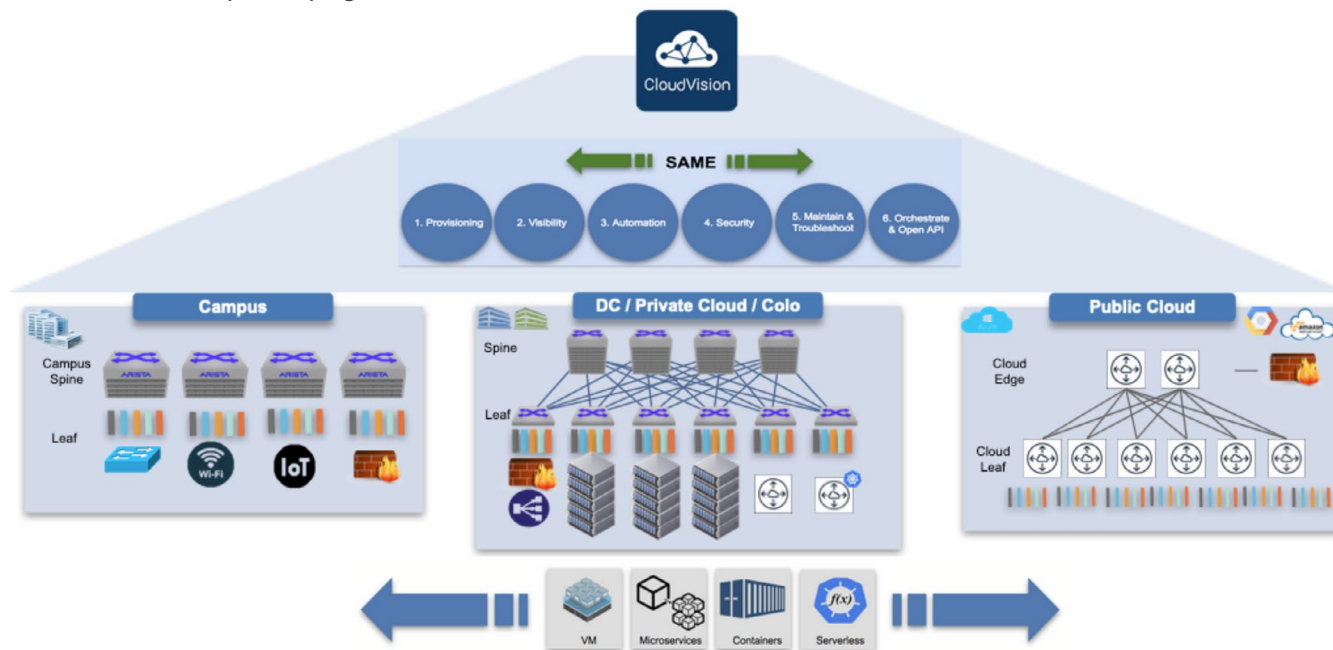 CloudVision
SAME
1. Provisioning
2. Visibility
3. Automation
4. Security
5. Maintain &
Troubleshoot
6. Orchestrate
& Open API
Campus
Campus
Spine
ARISTA
ARISTA
ARISTA
ARISTA
Leaf
Wi-Fi
IoT
DC / Private Cloud / Colo
Spine
Leaf
Public Cloud
amazon
Cloud
Edge
Cloud
Leaf
VM
Microservices
Containers
f(x)
Serverless